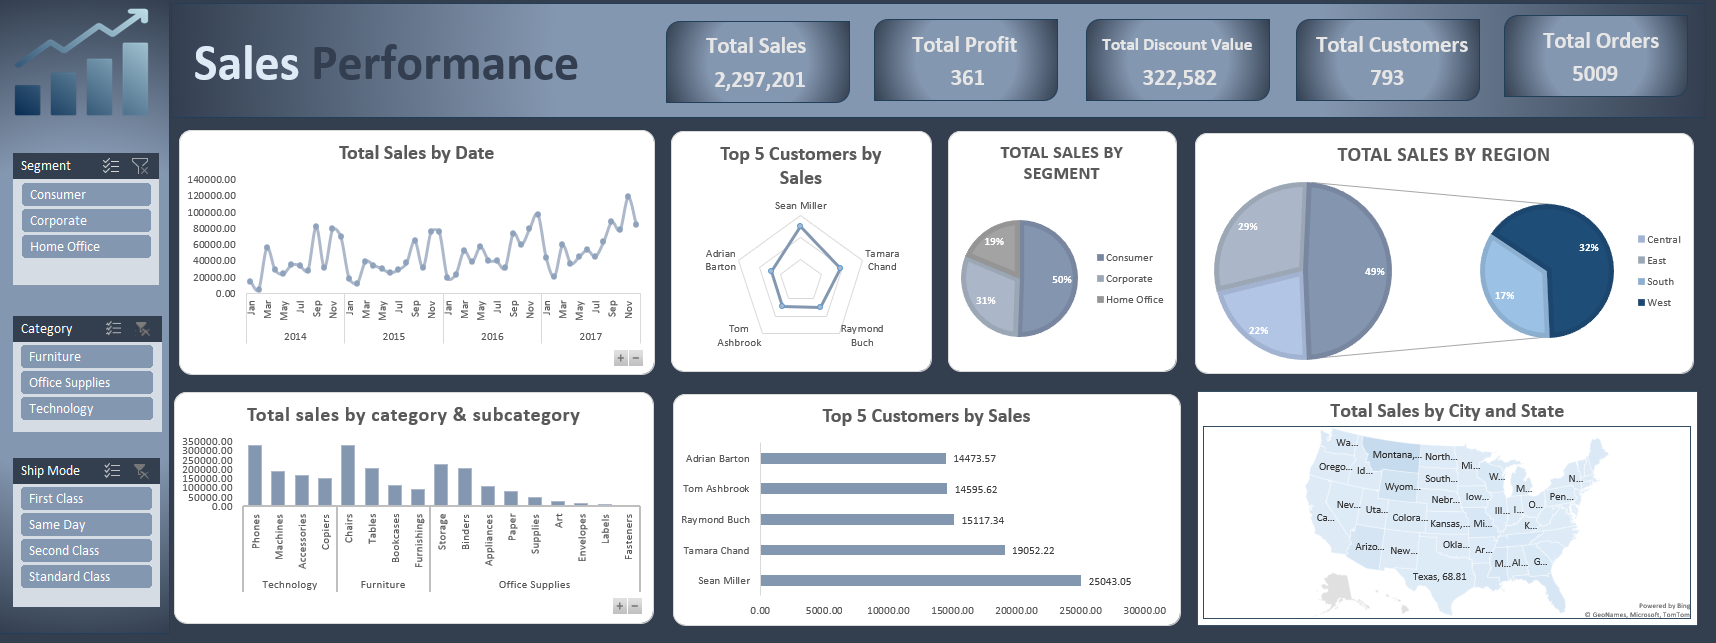 Sales Performance
Total Sales
2,297,201
Total Profit
361
Total Discount Value
322,582
Total Customers
793
Total Orders
5009
Segment
Consumer
Corporate
Home Office
Category
Furniture
Office Supplies
Technology
Ship Mode
First Class
Same Day
Second Class
Standard Class
Total Sales by Date
140000.00
120000.00
100000.00
80000.00
60000.00
40000.00
20000.00
0.00
Jan Mar May Jul Sep Nov Jan Mar May Jul Sep Nov Jan Mar May Jul Sep Nov Jan Mar May Jul Sep Nov
2014 2015 2016 2017
+ −
Top 5 Customers by
Sales
Sean Miller
Adrian
Barton
Tamara
Chand
Tom
Ashbrook
Raymond
Buch
TOTAL SALES BY
SEGMENT
19%
50%
31%
Consumer
Corporate
Home Office
TOTAL SALES BY REGION
29%
49%
22%
32%
17%
Central
East
South
West
Total sales by category & subcategory
350000.00
300000.00
250000.00
200000.00
150000.00
100000.00
50000.00
0.00
Phones Machines Accessories Copiers Chairs Tables Bookcases Furnishings Storage Binders Appliances Paper Supplies Art Envelopes Labels Fasteners
Technology Furniture Office Supplies
+ −
Top 5 Customers by Sales
Adrian Barton 14473.57
Tom Ashbrook 14595.62
Raymond Buch 15117.34
Tamara Chand 19052.22
Sean Miller 25043.05
0.00 5000.00 10000.00 15000.00 20000.00 25000.00 30000.00
Total Sales by City and State
Wa...
Montana,...
North...
Mi...
Orego...
Id...
South...
W...
M...
N...
Wyom...
Nebr...
Iow...
Pen...
Nev...
Uta...
Colora...
Ill...
I...
O...
Ca...
Kansas,...
Mi...
K...
Arizo...
New...
Okla...
Ar...
M...
Al...
G...
Texas, 68.81
Powered by Bing
© GeoNames, Microsoft, TomTom